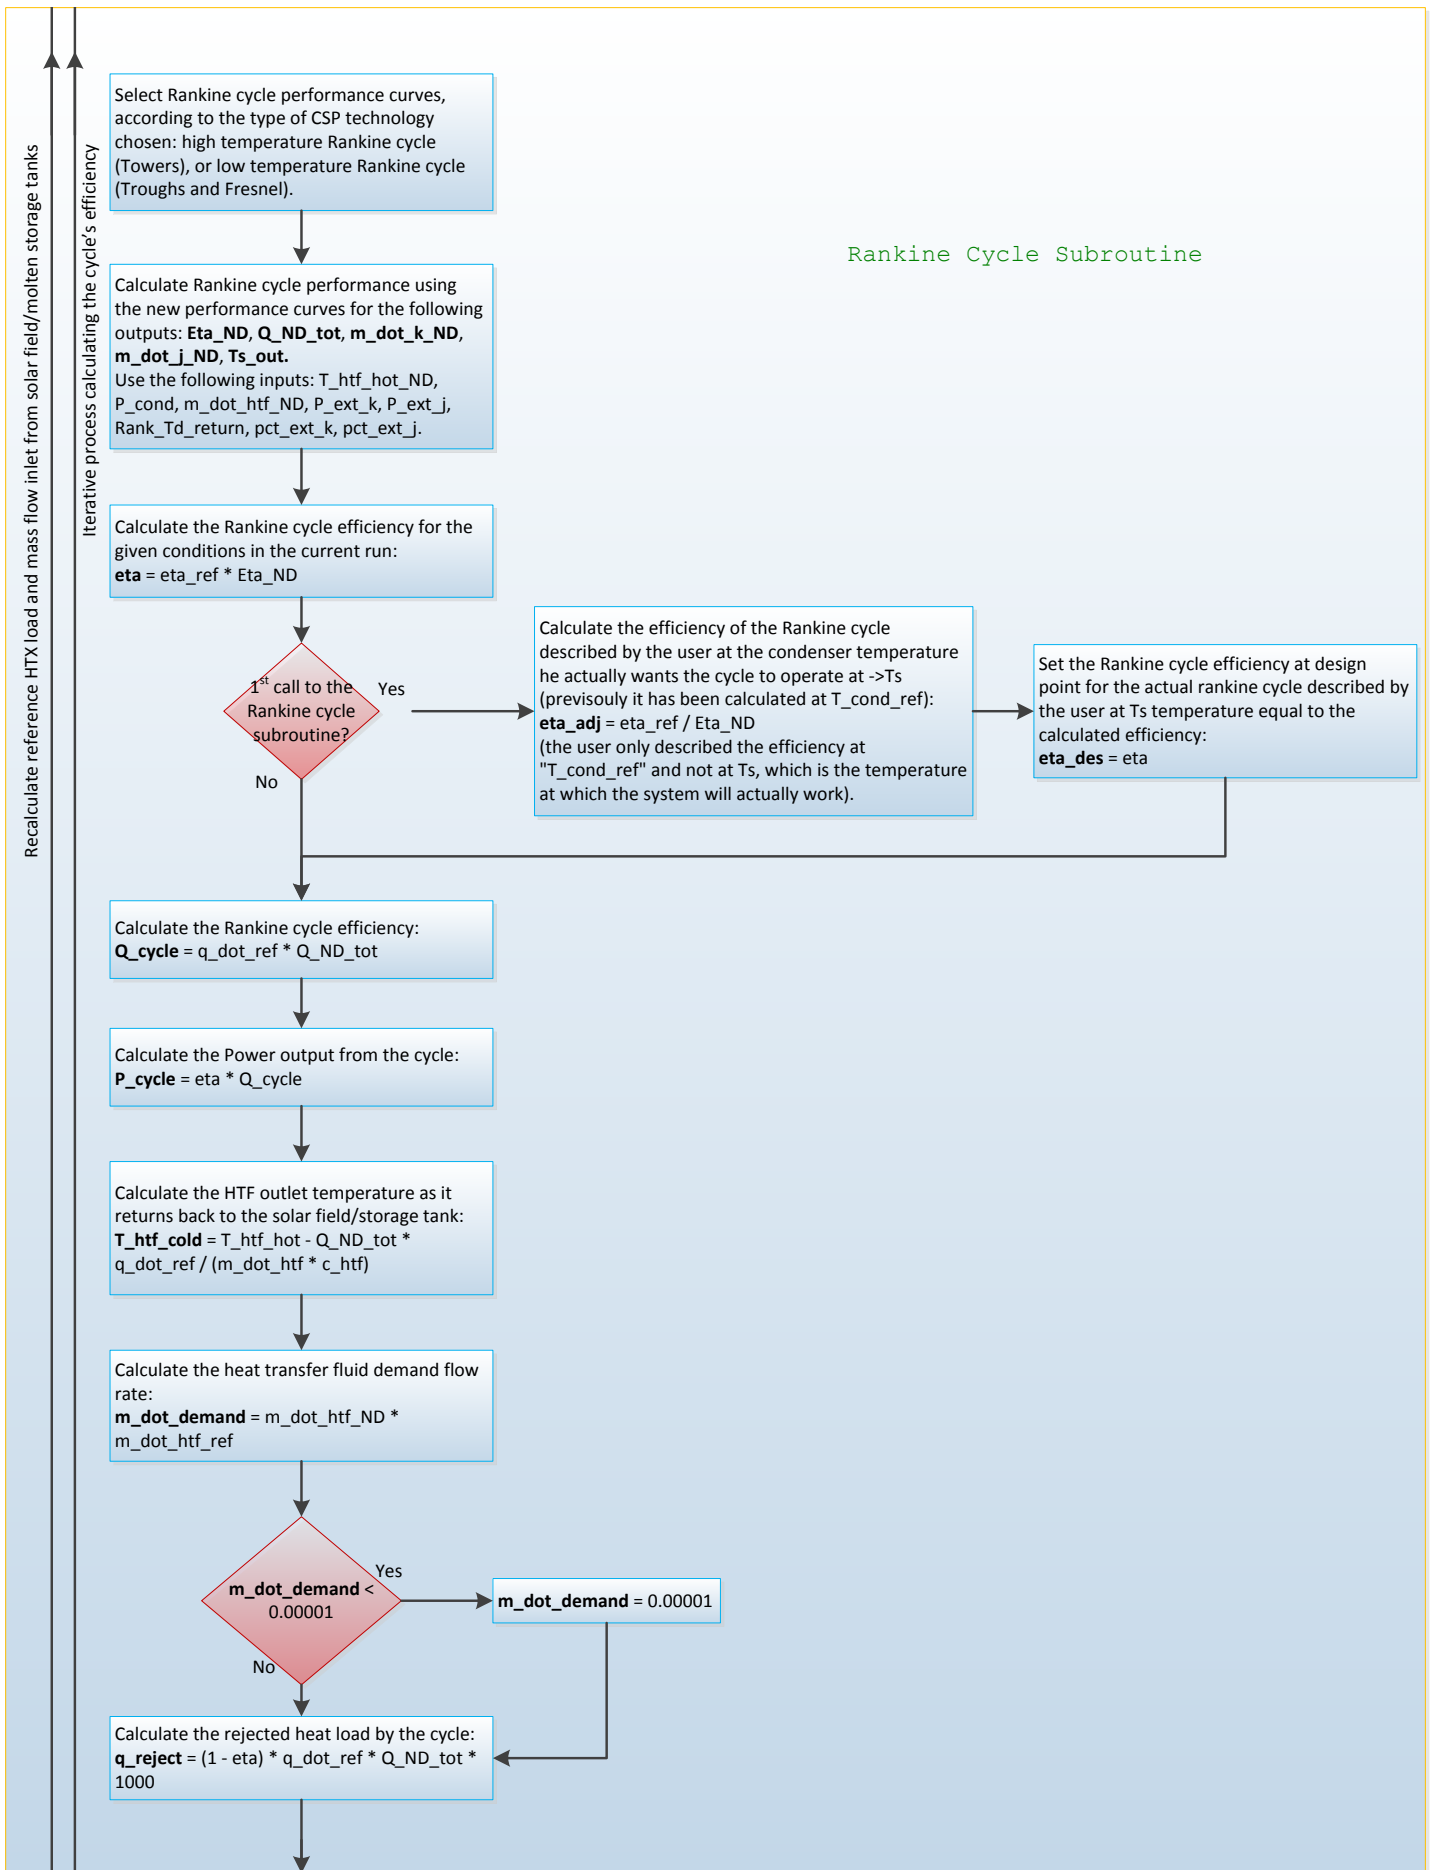 Recalculate reference HTX load and mass flow inlet from solar field/molten storage tanks
Iterative process calculating the cycle's efficiency
Select Rankine cycle performance curves,
according to the type of CSP technology
chosen: high temperature Rankine cycle
(Towers), or low temperature Rankine cycle
(Troughs and Fresnel).
Rankine Cycle Subroutine
Calculate Rankine cycle performance using
the new performance curves for the following
outputs: Eta_ND, Q_ND_tot, m_dot_k_ND,
m_dot_j_ND, Ts_out.
Use the following inputs: T_htf_hot_ND,
P_cond, m_dot_htf_ND, P_ext_k, P_ext_j,
Rank_Td_return, pct_ext_k, pct_ext_j.
Calculate the Rankine cycle efficiency for the
given conditions in the current run:
eta = eta_ref * Eta_ND
1st call to the
Rankine cycle
subroutine?
Yes
No
Calculate the efficiency of the Rankine cycle
described by the user at the condenser temperature
he actually wants the cycle to operate at ->Ts
(previsouly it has been calculated at T_cond_ref):
eta_adj = eta_ref / Eta_ND
(the user only described the efficiency at
"T_cond_ref" and not at Ts, which is the temperature
at which the system will actually work).
Set the Rankine cycle efficiency at design
point for the actual rankine cycle described by
the user at Ts temperature equal to the
calculated efficiency:
eta_des = eta
Calculate the Rankine cycle efficiency:
Q_cycle = q_dot_ref * Q_ND_tot
Calculate the Power output from the cycle:
P_cycle = eta * Q_cycle
Calculate the HTF outlet temperature as it
returns back to the solar field/storage tank:
T_htf_cold = T_htf_hot - Q_ND_tot *
q_dot_ref / (m_dot_htf * c_htf)
Calculate the heat transfer fluid demand flow
rate:
m_dot_demand = m_dot_htf_ND *
m_dot_htf_ref
m_dot_demand <
0.00001
Yes
No
m_dot_demand = 0.00001
Calculate the rejected heat load by the cycle:
q_reject = (1 - eta) * q_dot_ref * Q_ND_tot *
1000